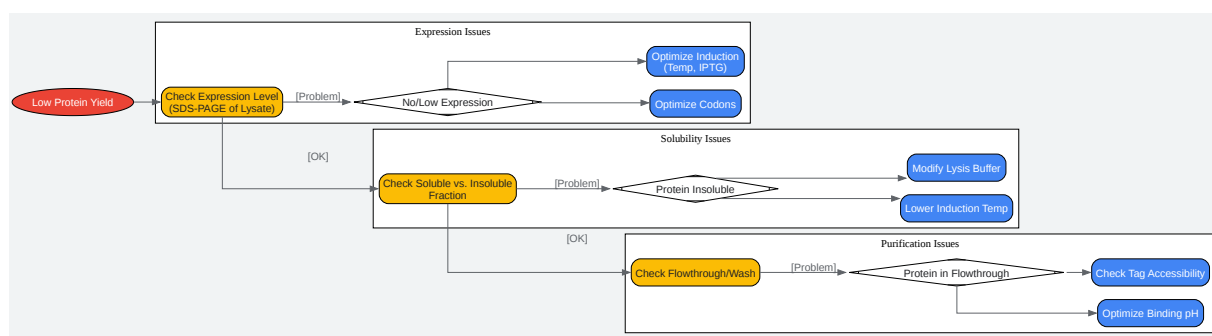 Expression Issues
Optimize Induction
(Temp, IPTG)
Low Protein Yield
Check Expression Level
(SDS-PAGE of Lysate)
[Problem]
No/Low Expression
Optimize Codons
Solubility Issues
[OK]
Check Soluble vs. Insoluble
Fraction
[Problem]
Protein Insoluble
Modify Lysis Buffer
Lower Induction Temp
[OK]
Purification Issues
Check Flowthrough/Wash
[Problem]
Protein in Flowthrough
Check Tag Accessibility
Optimize Binding pH